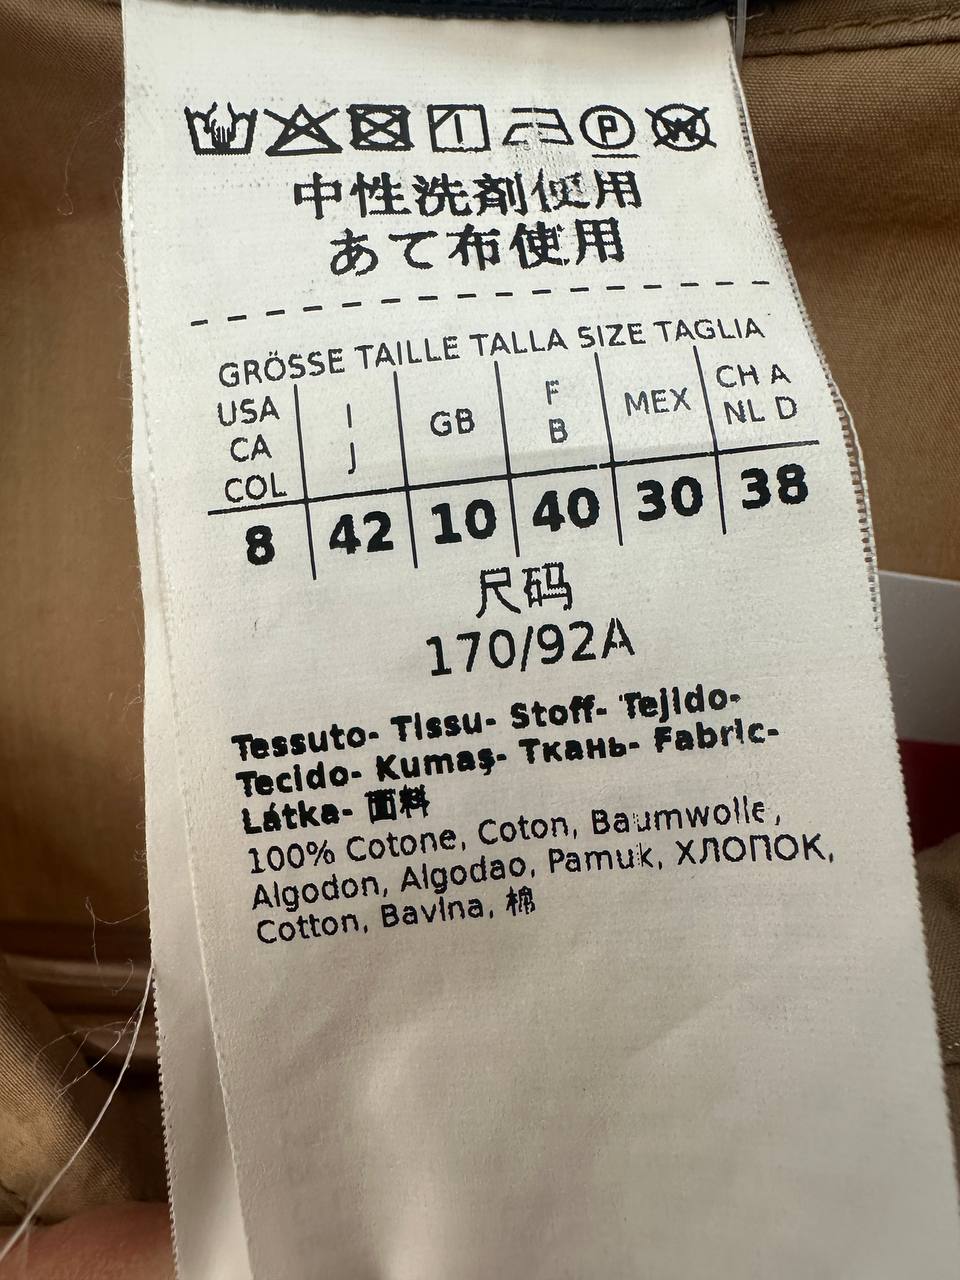 P W
中性洗剤使用
あて布使用
GRÖSSE TAILLE TALLA SIZE TAGLIA
USA CA COL | I J | GB | F B | MEX | CH A NL D
8 | 42 | 10 | 40 | 30 | 38
尺码
170/92A
Tessuto- Tissu- Stoff- Tejido-
Tecido- Kumaş- Ткань- Fabric-
Látka- 面料
100% Cotone, Coton, Baumwolle,
Algodon, Algodao, Pamuk, ХЛОПОК,
Cotton, Bavlna, 棉